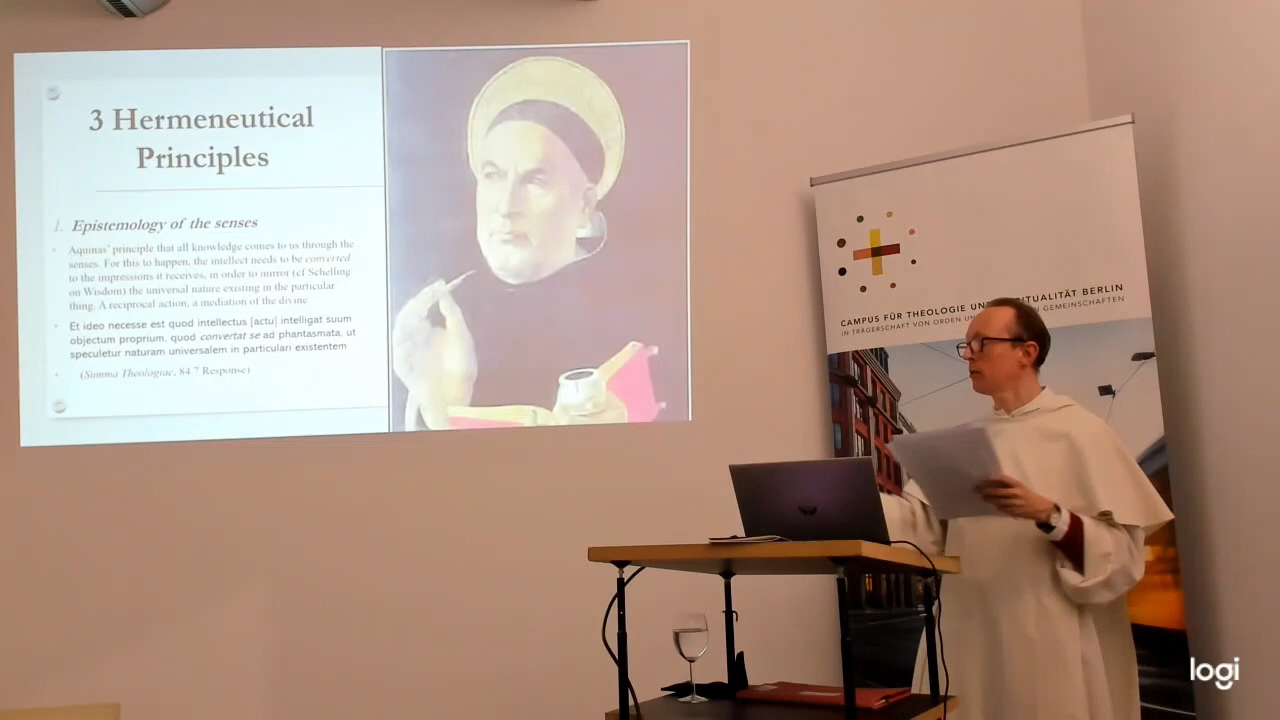 3 Hermeneutical
Principles
1. Epistemology of the senses
Aquinas' principle that all knowledge comes to us through the
senses. For this to happen, the intellect needs to be converted
to the impressions it receives, in order to mirror (cf Schelling
on Wisdom) the universal nature existing in the particular
thing. A reciprocal action, a mediation of the divine
Et ideo necesse est quod intellectus [actu] intelligat suum
objectum proprium, quod convertat se ad phantasmata, ut
speculetur naturam universalem in particulari existentem
(Summa Theologiae, 84.7 Response)
CAMPUS FÜR THEOLOGIE RITUALITÄT BERLIN
IN TRÄGERSCHAFT VON ORDEN GEMEINSCHAFTEN
logi